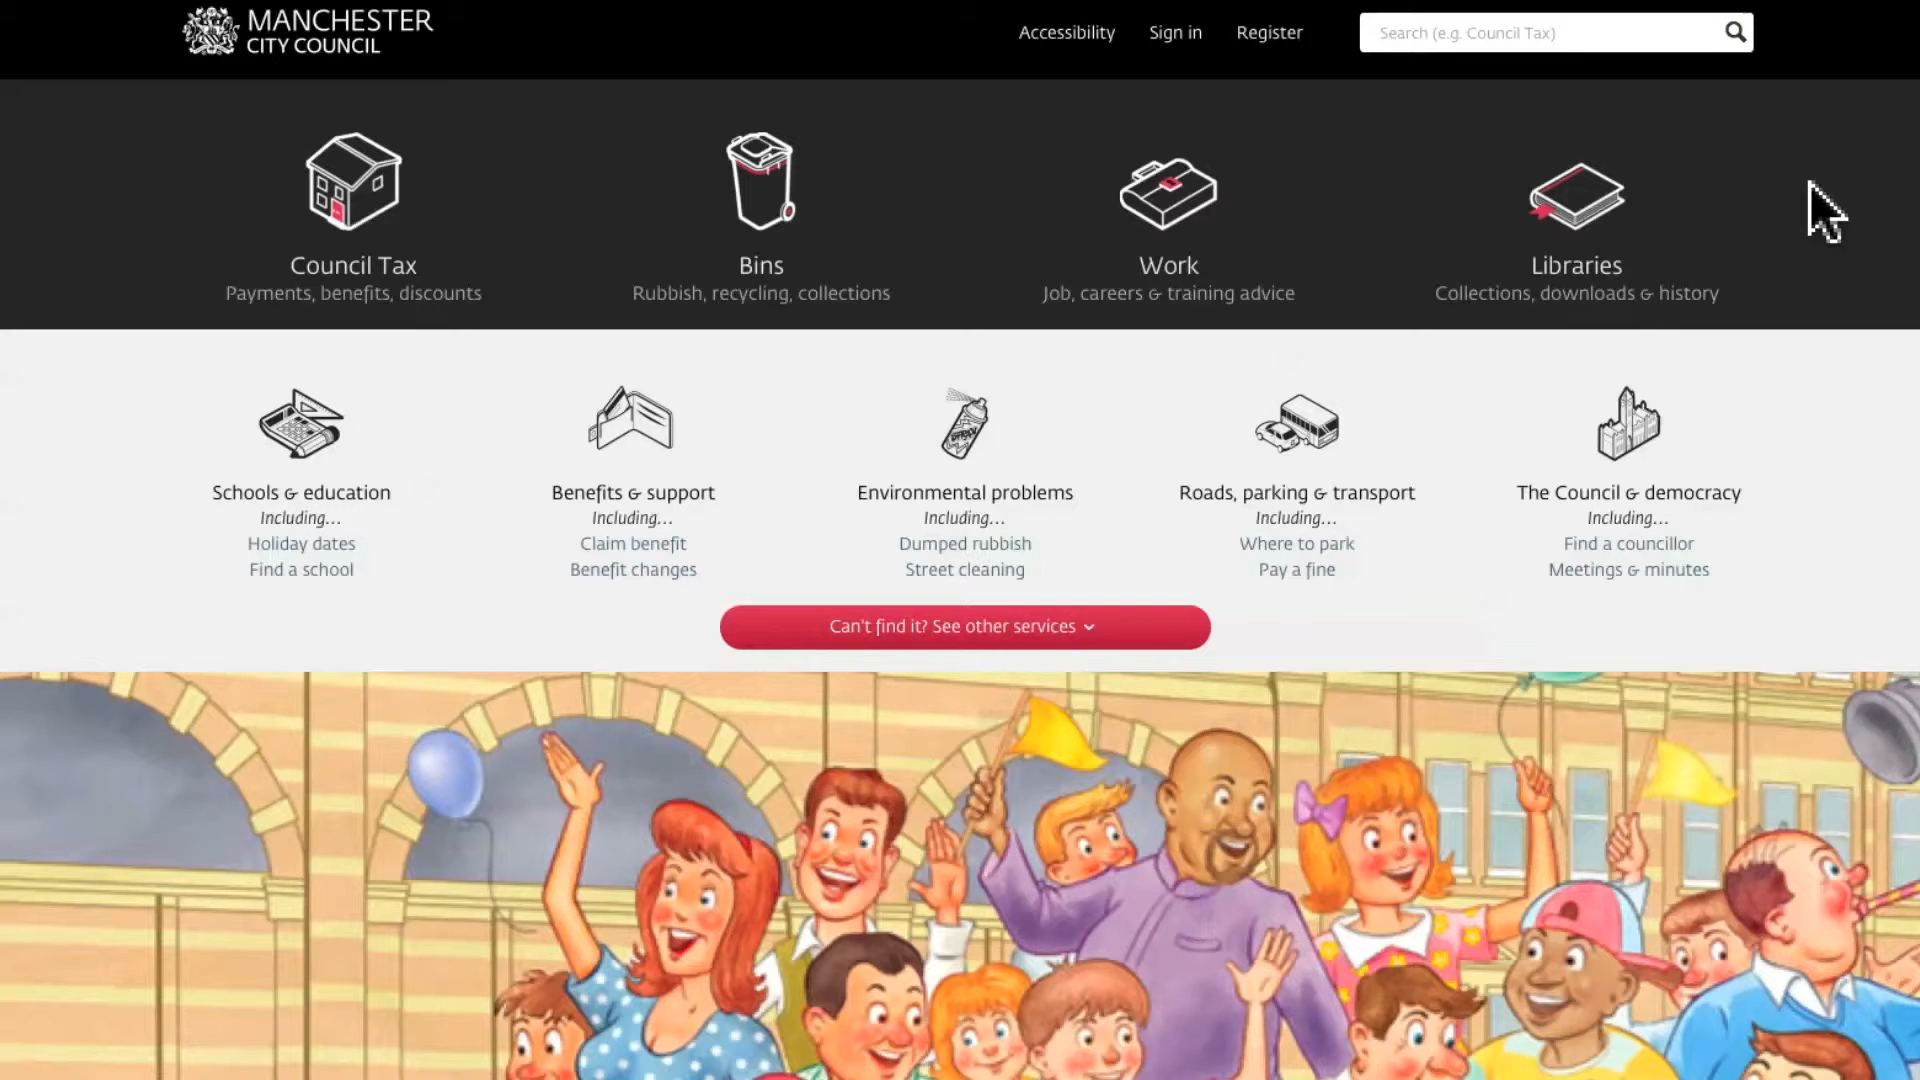 MANCHESTER
CITY COUNCIL
Accessibility
Sign in
Register
Search (e.g. Council Tax)
Council Tax
Payments, benefits, discounts
Bins
Rubbish, recycling, collections
Work
Job, careers & training advice
Libraries
Collections, downloads & history
Schools & education
Including...
Holiday dates
Find a school
Benefits & support
Including...
Claim benefit
Benefit changes
Environmental problems
Including...
Dumped rubbish
Street cleaning
Roads, parking & transport
Including...
Where to park
Pay a fine
The Council & democracy
Including...
Find a councillor
Meetings & minutes
Can't find it? See other services